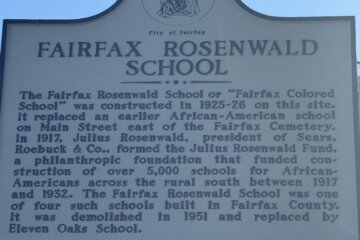 City of Fairfax
FAIRFAX ROSENWALD
SCHOOL
The Fairfax Rosenwald School or "Fairfax Colored
School" was constructed in 1925-26 on this site.
It replaced an earlier African-American school
on Main Street east of the Fairfax Cemetery.
In 1917, Julius Rosenwald, president of Sears,
Roebuck & Co., formed the Julius Rosenwald Fund,
a philanthropic foundation that funded con-
struction of over 5,000 schools for African-
Americans across the rural south between 1917
and 1932. The Fairfax Rosenwald School was one
of four such schools built in Fairfax County.
It was demolished in 1951 and replaced by
Eleven Oaks School.